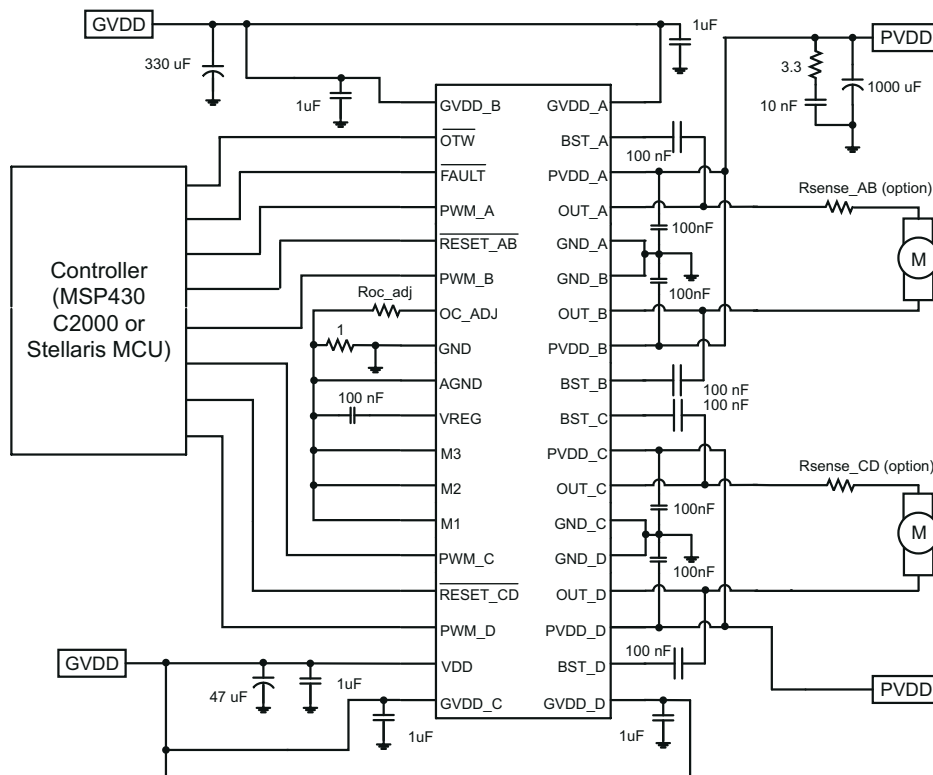 GVDD
330 uF
1uF
1uF
PVDD
3.3
10 nF
1000 uF
GVDD_B
GVDD_A
OTW
BST_A
100 nF
FAULT
PVDD_A
PWM_A
OUT_A
Rsense_AB (option)
100nF
RESET_AB
GND_A
PWM_B
GND_B
100nF
M
Controller
(MSP430
C2000 or
Stellaris MCU)
Roc_adj
OC_ADJ
OUT_B
1
GND
PVDD_B
AGND
BST_B
100 nF
100 nF
100 nF
VREG
BST_C
M3
PVDD_C
Rsense_CD (option)
M2
OUT_C
100nF
M1
GND_C
M
PWM_C
GND_D
100nF
RESET_CD
OUT_D
PWM_D
PVDD_D
100 nF
GVDD
VDD
BST_D
47 uF
1uF
PVDD
GVDD_C
GVDD_D
1uF
1uF